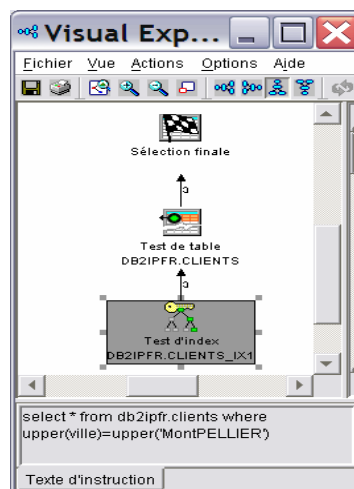 Visual Exp...
Fichier Vue Actions Options Aide
Sélection finale
Test de table
DB2IPFR.CLIENTS
Test d'index
DB2IPFR.CLIENTS_IX1
select * from db2ipfr.clients where
upper(ville)=upper('MontPELLIER')
Texte d'instruction